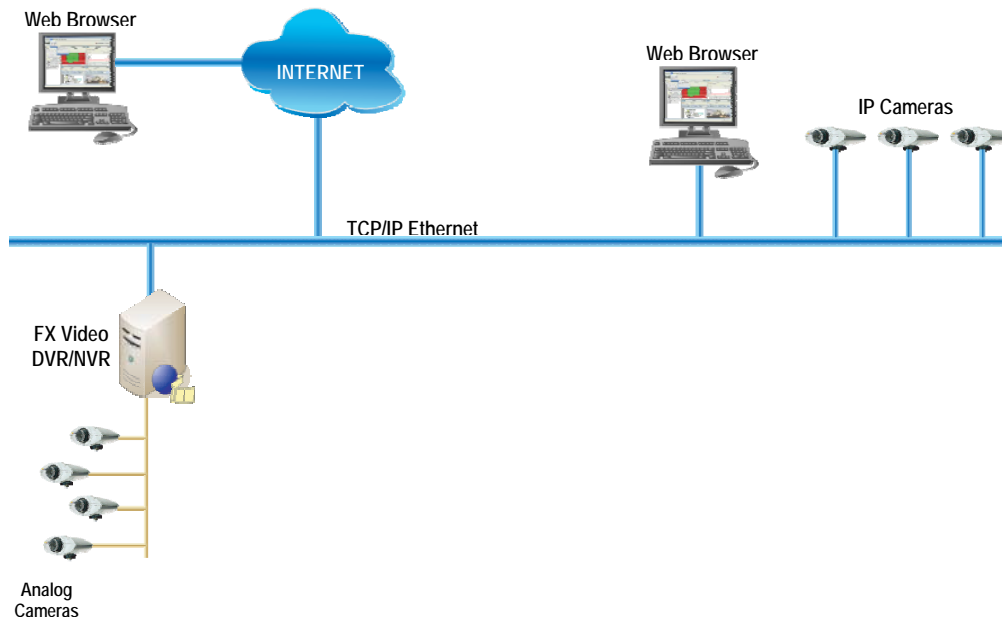 Web Browser
INTERNET
Web Browser
IP Cameras
TCP/IP Ethernet
FX Video
DVR/NVR
Analog
Cameras